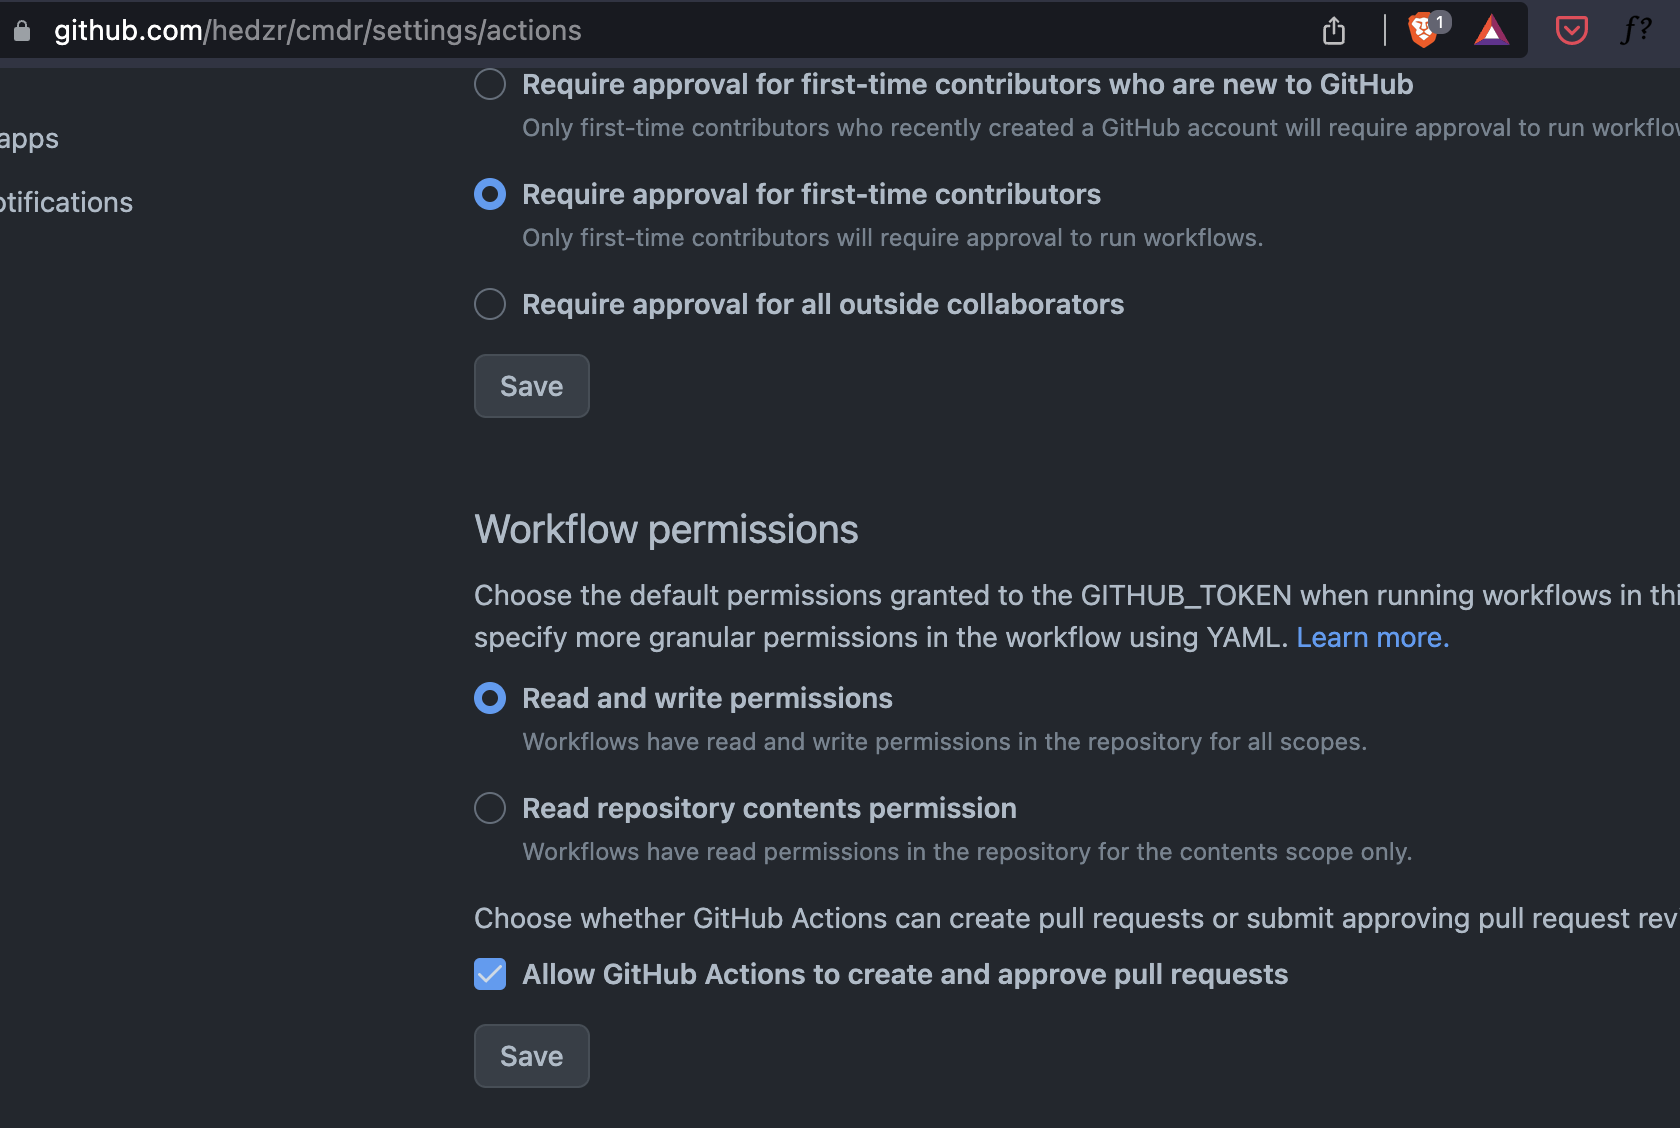 github.com/hedzr/cmdr/settings/actions
1
f?
Require approval for first-time contributors who are new to GitHub
Only first-time contributors who recently created a GitHub account will require approval to run
apps
Require approval for first-time contributors
otifications
Only first-time contributors will require approval to run workflows.
Require approval for all outside collaborators
Save
Workflow permissions
Choose the default permissions granted to the GITHUB_TOKEN when running workflows in
specify more granular permissions in the workflow using YAML. Learn more.
Read and write permissions
Workflows have read and write permissions in the repository for all scopes.
Read repository contents permission
Workflows have read permissions in the repository for the contents scope only.
Choose whether GitHub Actions can create pull requests or submit approving pull request
Allow GitHub Actions to create and approve pull requests
Save